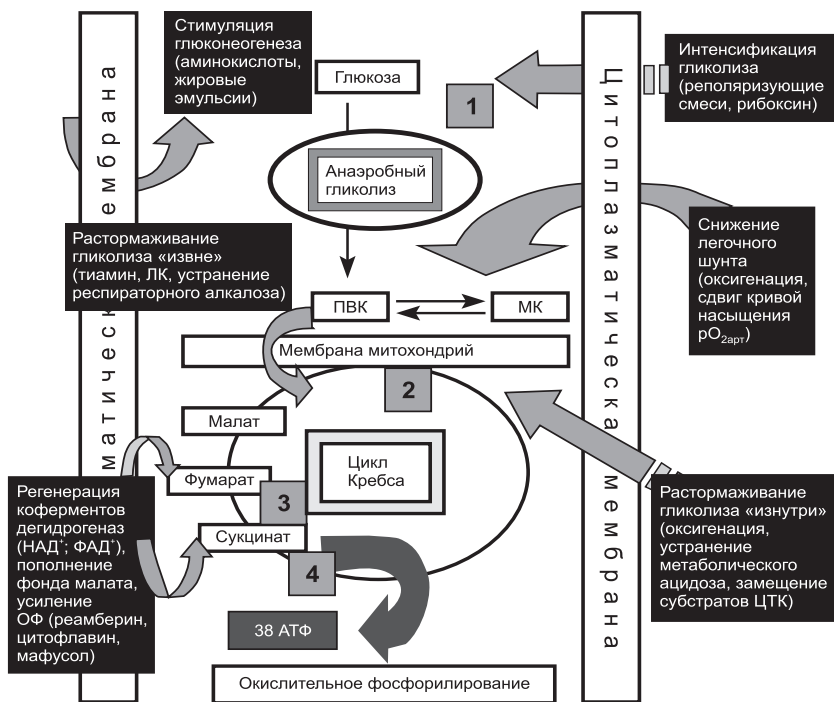 Стимуляция
глюконеогенеза
(аминокислоты,
жировые
эмульсии)
Глюкоза
1
Интенсификация
гликолиза
(реполяризующие
смеси, рибоксин)
Анаэробный
гликолиз
Снижение
легочного
шунта
(оксигенация,
сдвиг кривой
насыщения
pO2арт)
Растормаживание
гликолиза «извне»
(тиамин, ЛК, устранение
респираторного алкалоза)
ПВК
МК
Мембрана митохондрий
2
Малат
Цикл
Кребса
Фумарат
3
Сукцинат
4
Регенерация
коферментов
дегидрогеназ
(НАД+; ФАД+),
пополнение
фонда малата,
усиление
ОФ (реамберин,
цитофлавин,
мафусол)
Растормаживание
гликолиза «изнутри»
(оксигенация,
устранение
метаболического
ацидоза, замещение
субстратов ЦТК)
38 АТФ
Окислительное фосфорилирование
матическ ембрана
Цитоплазматическа мембрана